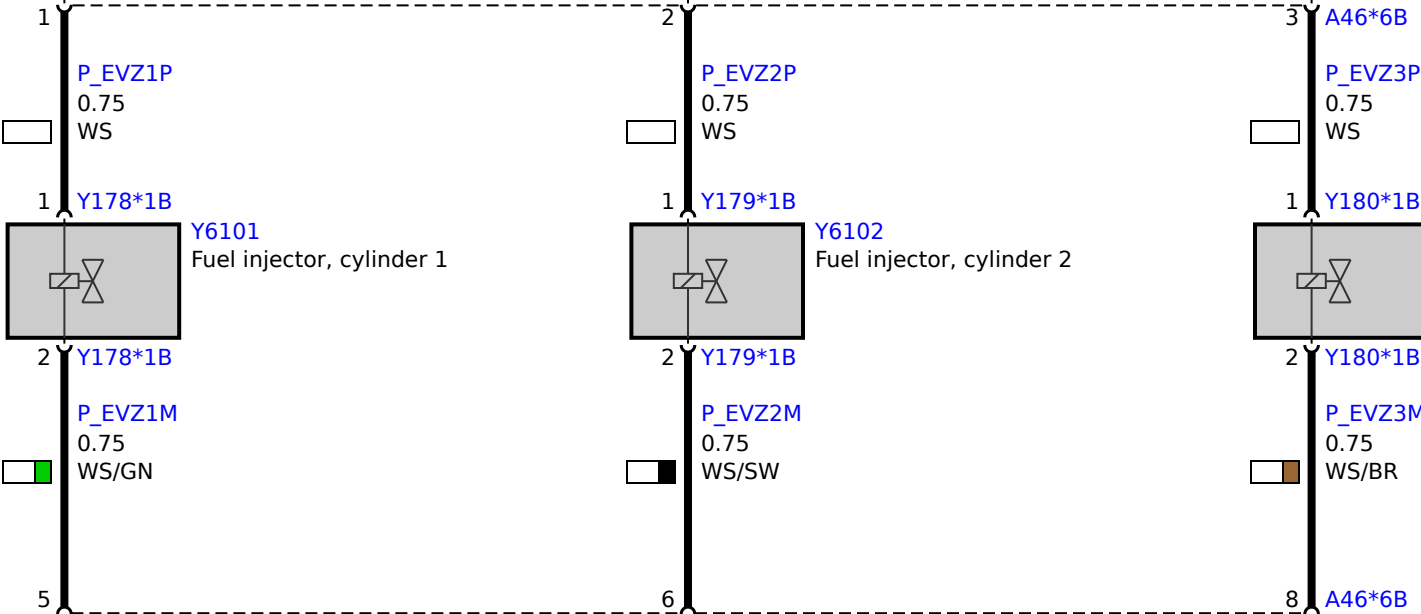 1 2 3 A46*6B
P_EVZ1P P_EVZ2P P_EVZ3P
0.75 0.75 0.75
WS WS WS
1 Y178*1B 1 Y179*1B 1 Y180*1B
Y6101 Y6102
Fuel injector, cylinder 1 Fuel injector, cylinder 2
2 Y178*1B 2 Y179*1B 2 Y180*1B
P_EVZ1M P_EVZ2M P_EVZ3M
0.75 0.75 0.75
WS/GN WS/SW WS/BR
5 6 8 A46*6B